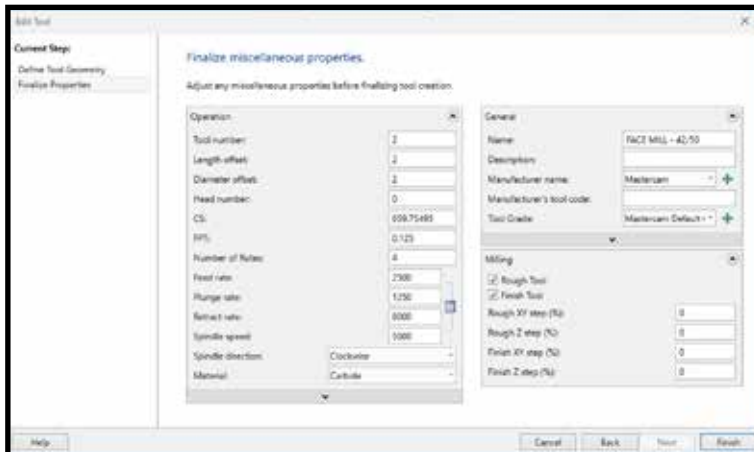 Edit Tool
Current Step:
Define Tool Geometry
Finalize Properties
Finalize miscellaneous properties.
Adjust any miscellaneous properties before finalizing tool creation.
Operation
Tool number: 2
Length offset: 2
Diameter offset: 2
Head number: 0
CS: 659.75495
FPT: 0.125
Number of flutes: 4
Feed rate: 2500
Plunge rate: 1250
Retract rate: 8000
Spindle speed: 5000
Spindle direction: Clockwise
Material: Carbide
General
Name: FACE MILL - 42/50
Description:
Manufacturer name: Mastercam
Manufacturer's tool code:
Tool Grade: Mastercam Default
Milling
Rough Tool
Finish Tool
Rough XY step (%): 0
Rough Z step (%): 0
Finish XY step (%): 0
Finish Z step (%): 0
Help
Cancel Back Next Finish